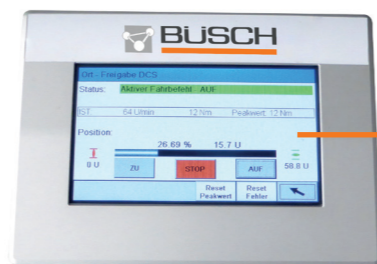 BÜSCH
Ort - Freigabe DCS
Status: Aktiver Fahrbefehl AUF
IST 64 U/min 12 Nm Peakwert: 12 Nm
Position:
26.69 % 15.7 U
0 U ZU STOP AUF 58.8 U
Reset Peakwert Reset Fehler